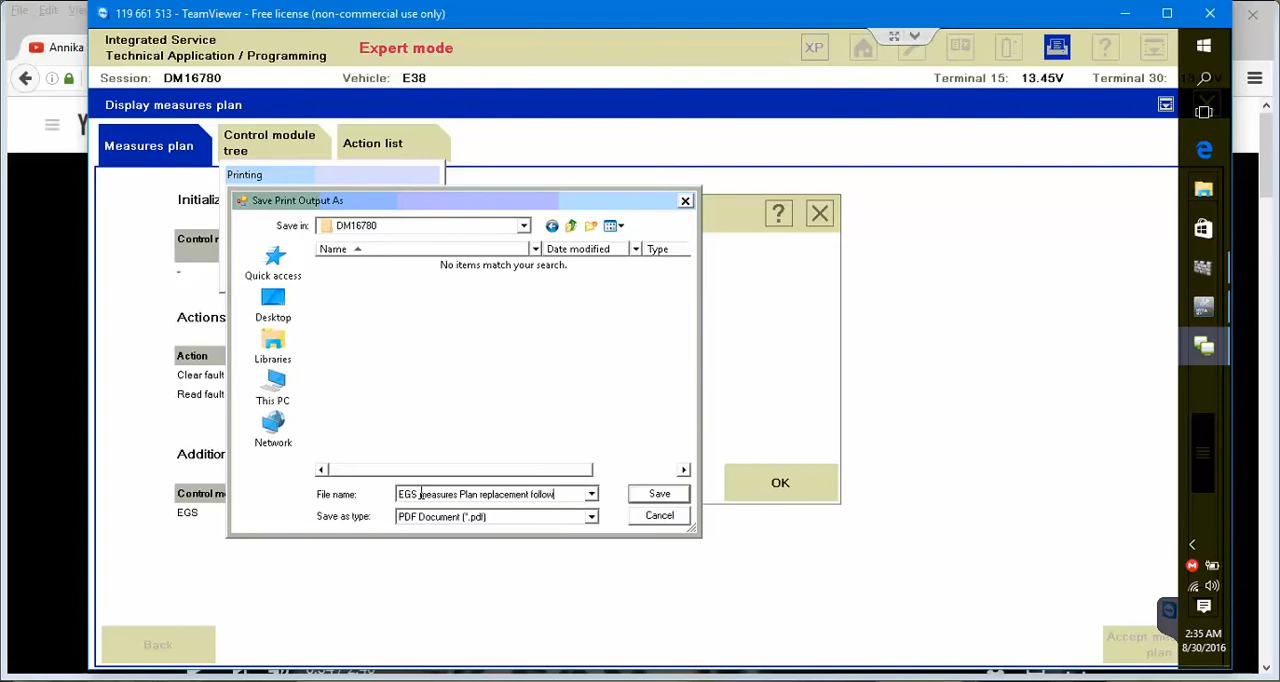 File Edit Vie
119 661 513 - TeamViewer - Free license (non-commercial use only)
Annika
Integrated Service
Technical Application / Programming
Expert mode
XP
Session: DM16780 Vehicle: E38 Terminal 15: 13.45V Terminal 30:
Display measures plan
Measures plan
Control module
tree
Action list
Printing
Initializ
Save Print Output As
Save in: DM16780
Control m
-
Name Date modified Type
No items match your search.
Quick access
Desktop
Libraries
This PC
Network
Actions
Action
Clear fault
Read fault
Addition
Control m
EGS
File name: EGS measures Plan replacement follow
Save
Save as type: PDF Document (*.pdf)
Cancel
OK
Back
Accept mea
plan
2:35 AM
8/30/2016